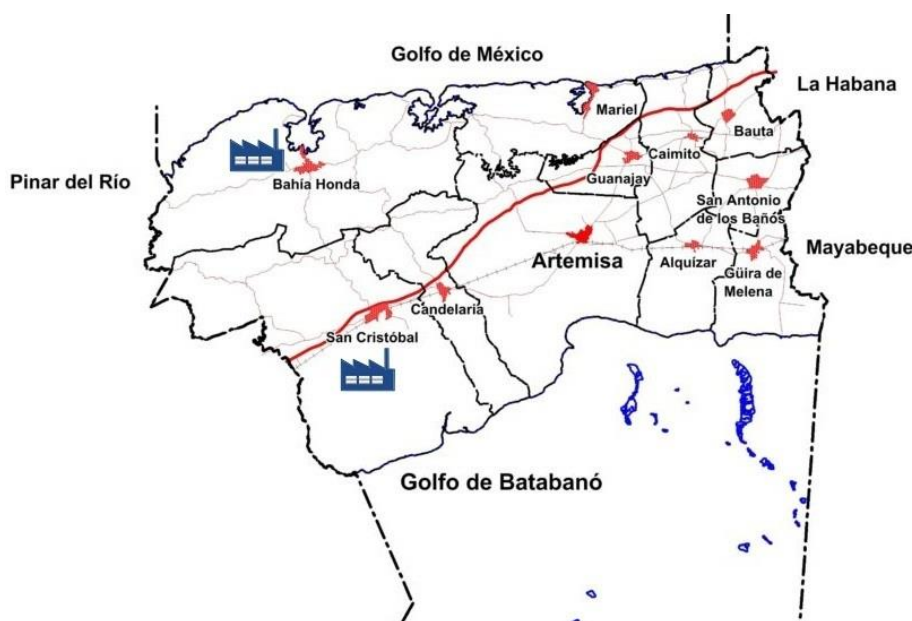 Golfo de México
La Habana
Mariel
Bauta
Caimito
Pinar del Río
Bahía Honda
Guanajay
San Antonio
de los Baños
Artemisa
Mayabeque
Alquízar
Güira de
Melena
Candelaria
San Cristóbal
Golfo de Batabanó